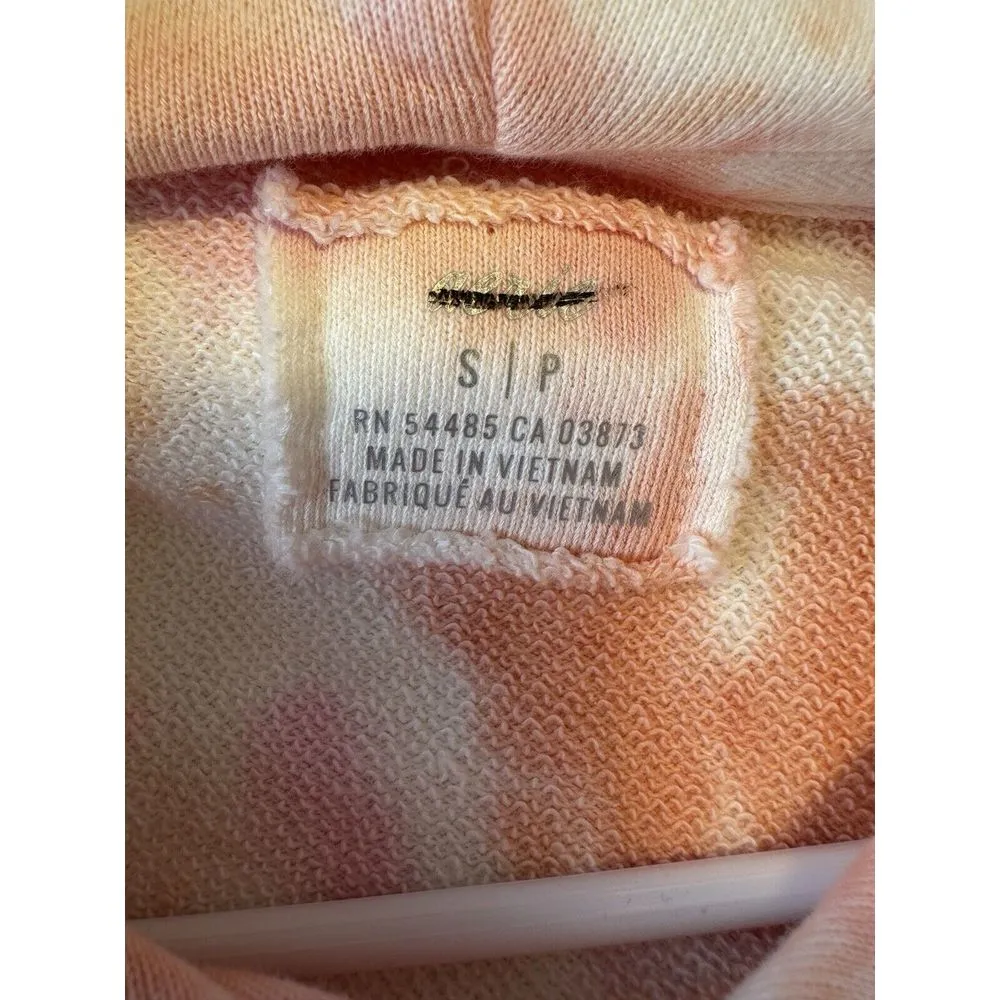 S | P
RN 54485 CA 03873
MADE IN VIETNAM
FABRIQUÉ AU VIETNAM